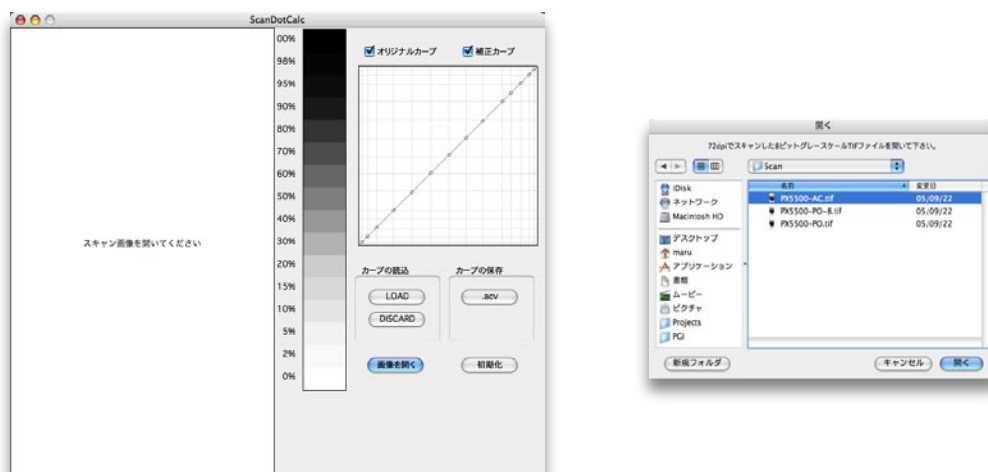 ScanDotCalc
00%
98%
95%
90%
80%
70%
60%
50%
40%
30%
20%
15%
10%
5%
2%
0%
スキャン画像を開いてください
オリジナルカーブ
補正カーブ
カーブの読込
カーブの保存
LOAD
.acv
DISCARD
画像を開く
初期化
開く
72dpiでスキャンした8ビットグレースケールTIFファイルを開いて下さい。
Scan
iDisk
ネットワーク
Macintosh HD
デスクトップ
maru
アプリケーション
書類
ムービー
ピクチャ
Projects
PGI
名前
変更日
PX5500-AC.tif
05/09/22
PX5500-PO-B.tif
05/09/22
PX5500-PO.tif
05/09/22
新規フォルダ
キャンセル
開く